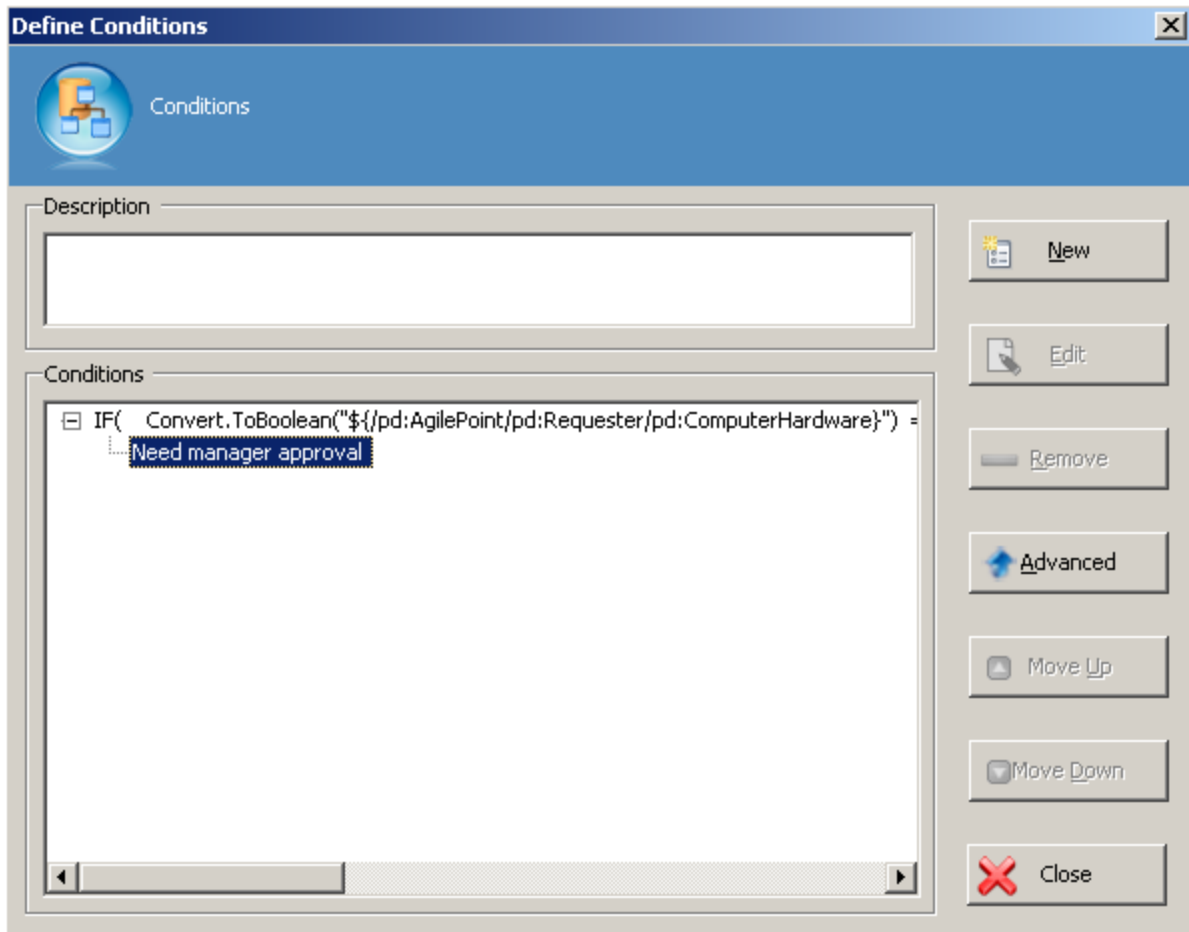 Define Conditions
Conditions
Description
New
Edit
Conditions
IF( Convert.ToBoolean("${/pd:AgilePoint/pd:Requester/pd:ComputerHardware}") =
Need manager approval
Remove
Advanced
Move Up
Move Down
Close